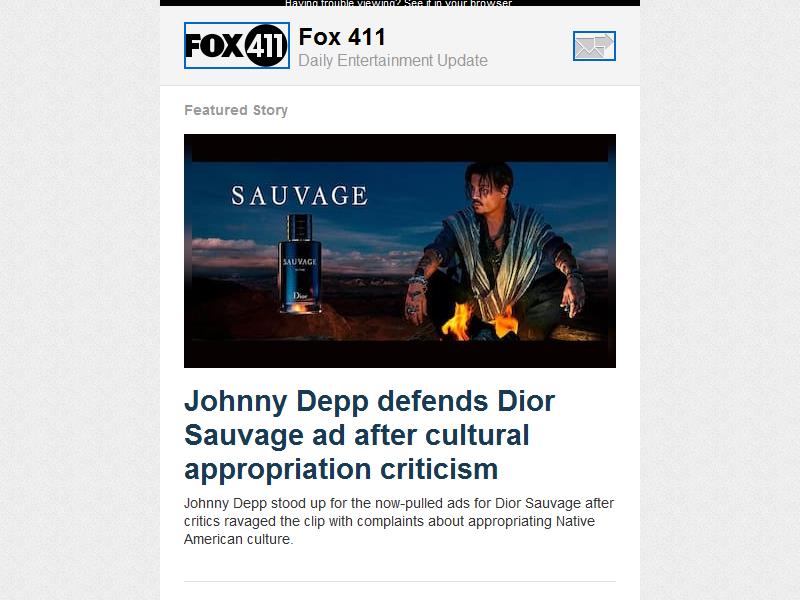 Having trouble viewing? See it in your browser
FOX 411
Fox 411
Daily Entertainment Update
Featured Story
SAUVAGE
SAUVAGE
Dior
Johnny Depp defends Dior
Sauvage ad after cultural
appropriation criticism
Johnny Depp stood up for the now-pulled ads for Dior Sauvage after
critics ravaged the clip with complaints about appropriating Native
American culture.